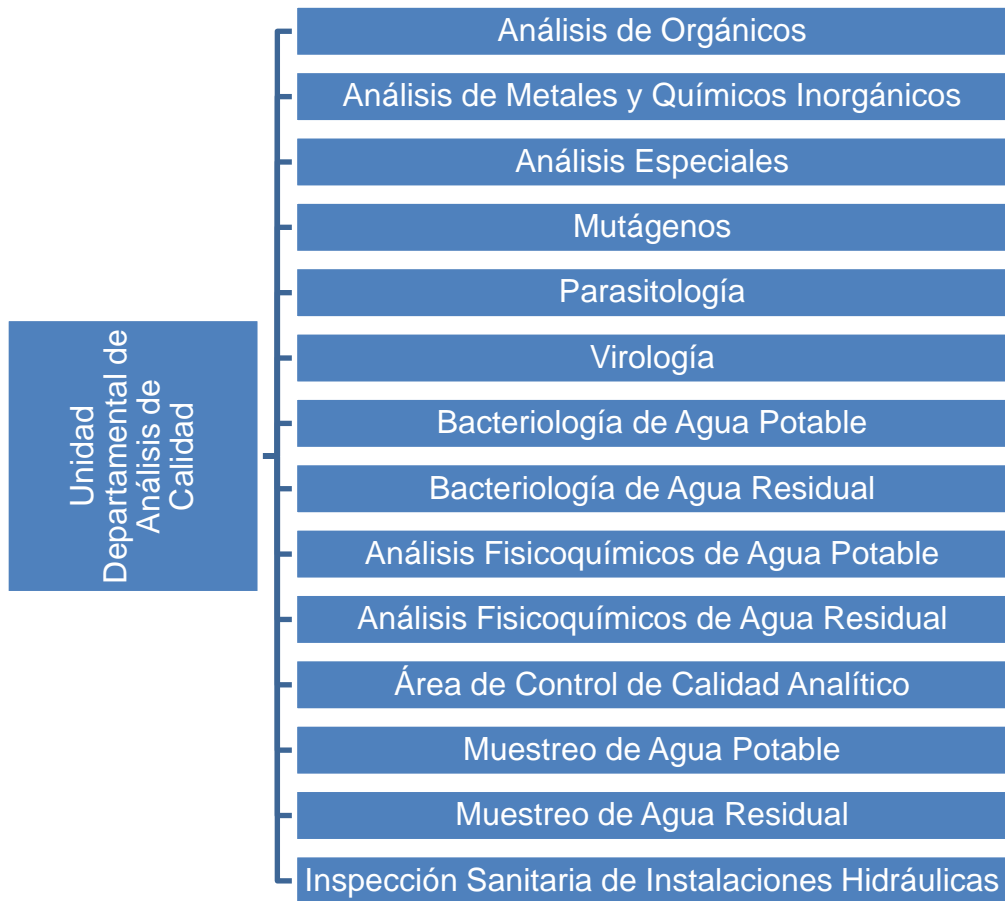 Unidad
Departamental de
Análisis de
Calidad
Análisis de Orgánicos
Análisis de Metales y Químicos Inorgánicos
Análisis Especiales
Mutágenos
Parasitología
Virología
Bacteriología de Agua Potable
Bacteriología de Agua Residual
Análisis Fisicoquímicos de Agua Potable
Análisis Fisicoquímicos de Agua Residual
Área de Control de Calidad Analítico
Muestreo de Agua Potable
Muestreo de Agua Residual
Inspección Sanitaria de Instalaciones Hidráulicas